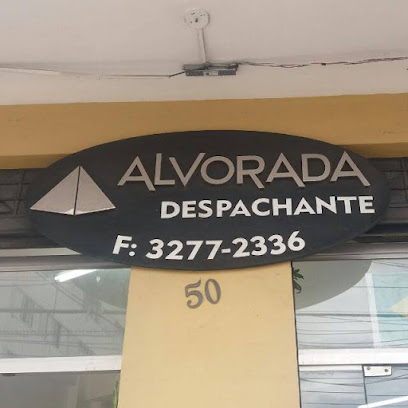 ALVORADA
DESPACHANTE
F: 3277-2336
50